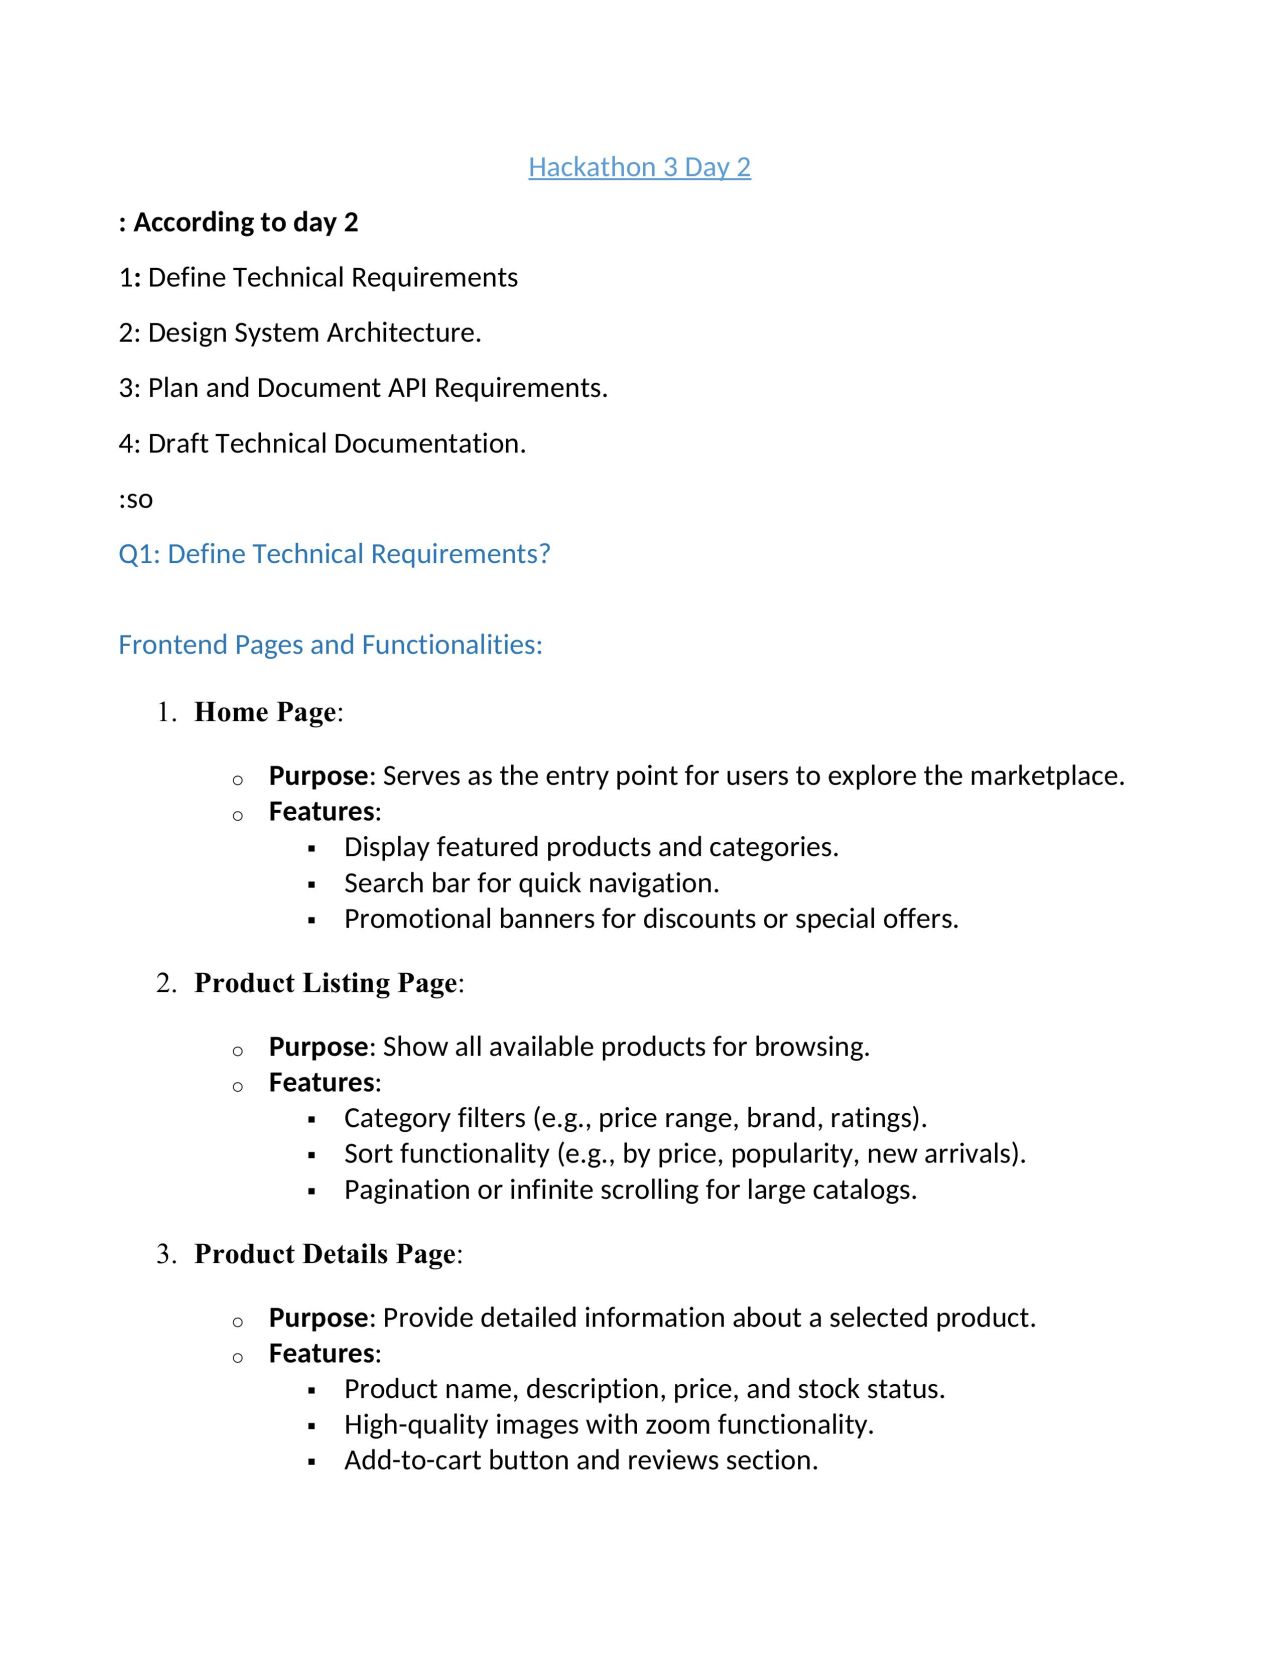 Hackathon 3 Day 2
: According to day 2
1: Define Technical Requirements
2: Design System Architecture.
3: Plan and Document API Requirements.
4: Draft Technical Documentation.
:so
Q1: Define Technical Requirements?
Frontend Pages and Functionalities:
1. Home Page:
o Purpose: Serves as the entry point for users to explore the marketplace.
o Features:
▪ Display featured products and categories.
▪ Search bar for quick navigation.
▪ Promotional banners for discounts or special offers.
2. Product Listing Page:
o Purpose: Show all available products for browsing.
o Features:
▪ Category filters (e.g., price range, brand, ratings).
▪ Sort functionality (e.g., by price, popularity, new arrivals).
▪ Pagination or infinite scrolling for large catalogs.
3. Product Details Page:
o Purpose: Provide detailed information about a selected product.
o Features:
▪ Product name, description, price, and stock status.
▪ High-quality images with zoom functionality.
▪ Add-to-cart button and reviews section.